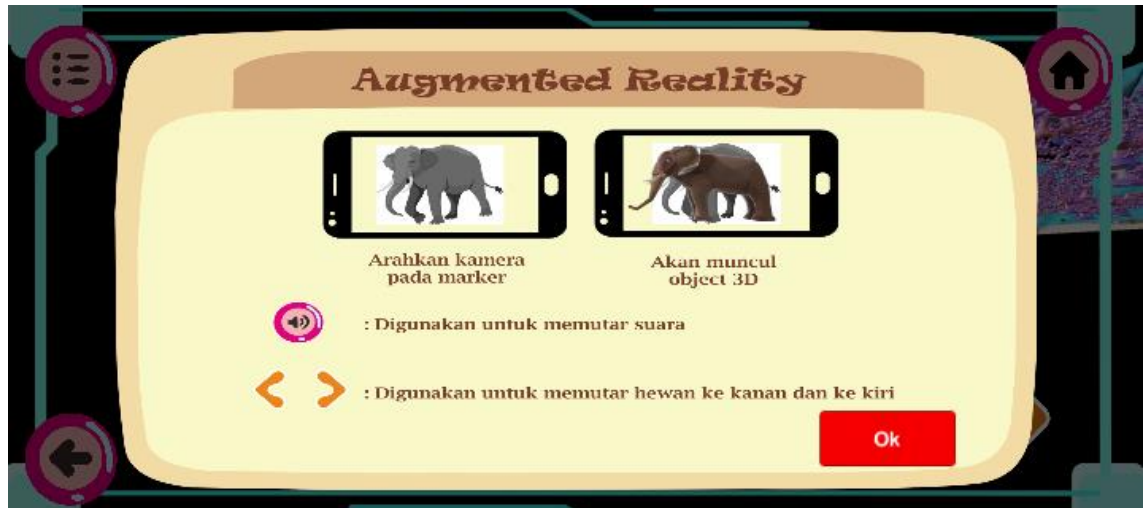 Augmented Reality
Arahkan kamera
pada marker
Akan muncul
object 3D
: Digunakan untuk memutar suara
: Digunakan untuk memutar hewan ke kanan dan ke kiri
Ok